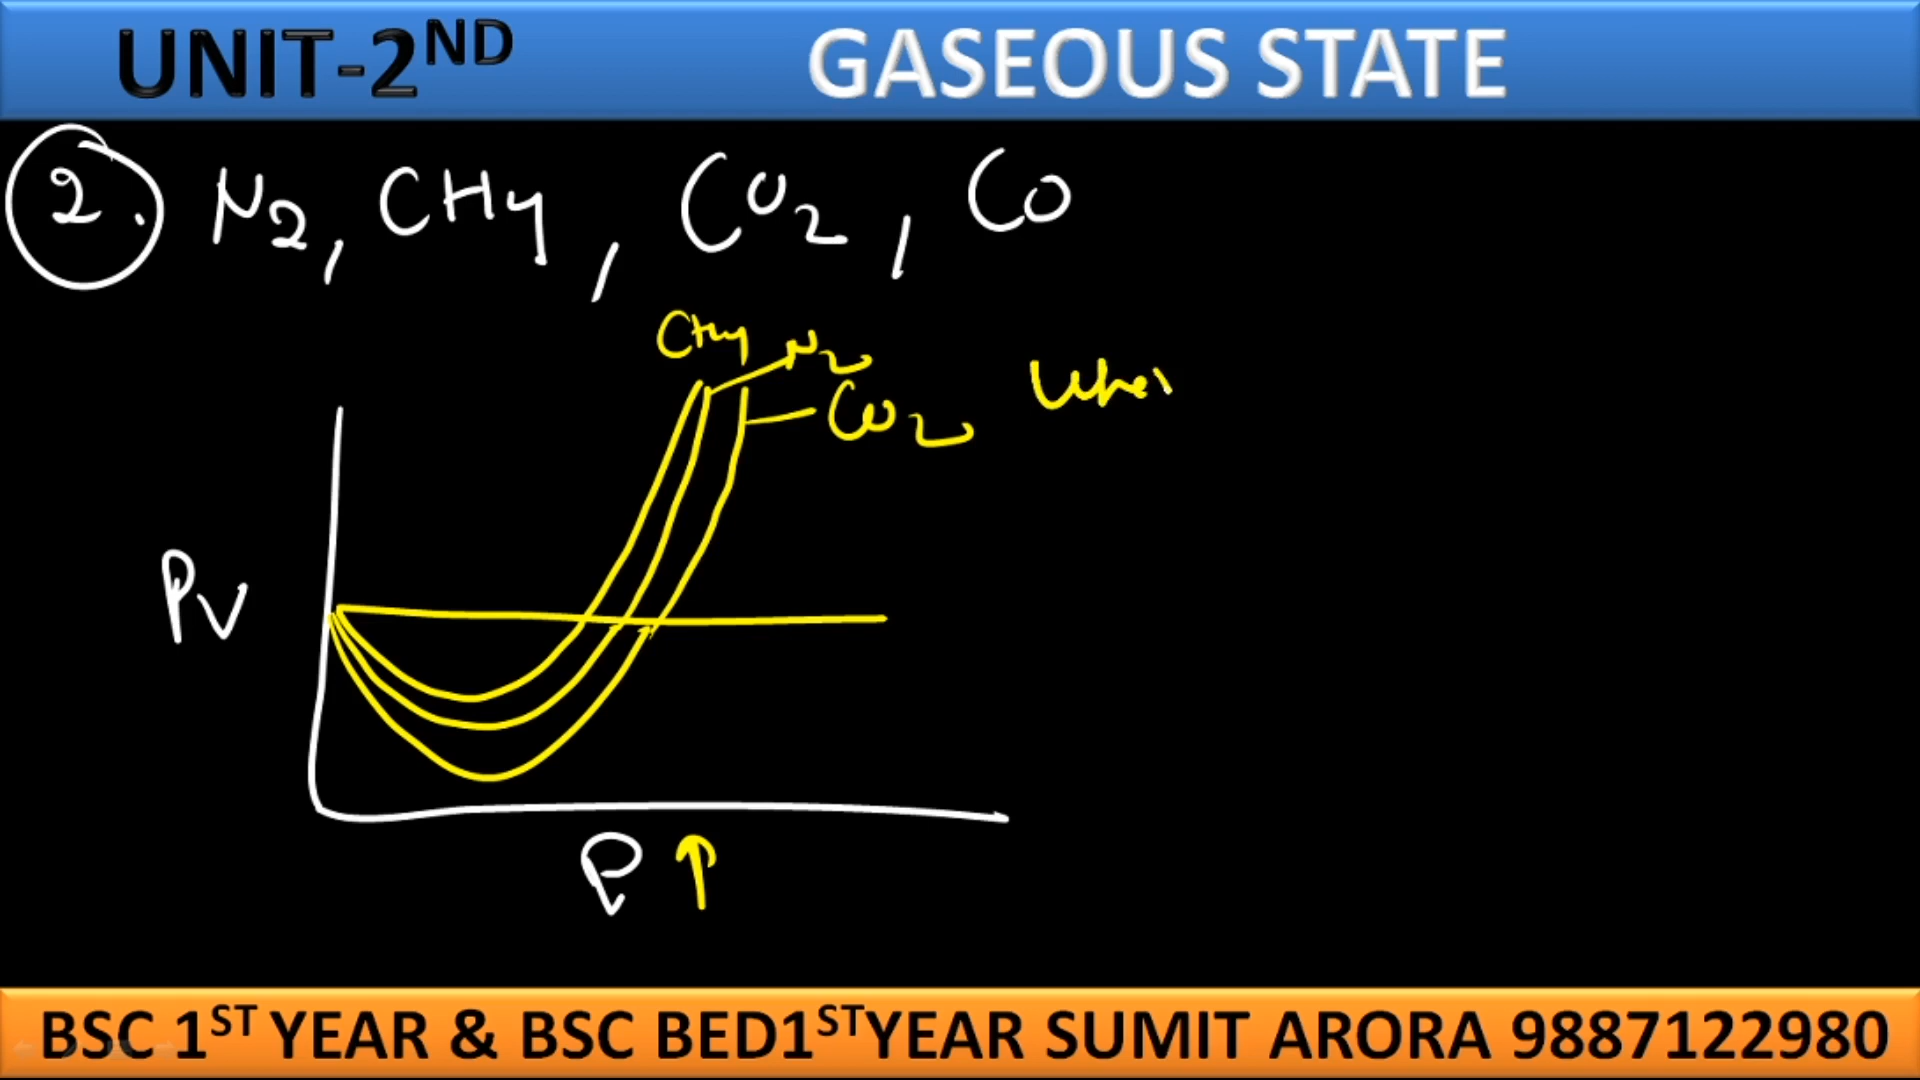 UNIT-2ND GASEOUS STATE
2. N2, CH4, CO2, CO
CH4 N2
CO2 When
PV
P ↑
BSC 1ST YEAR & BSC BED1STYEAR SUMIT ARORA 9887122980